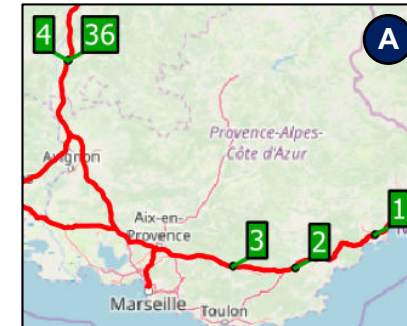 4 36
A
Provence-Alpes-
Côte d'Azur
Avignon
Aix-en-
Provence
1
2
3
Marseille
Toulon